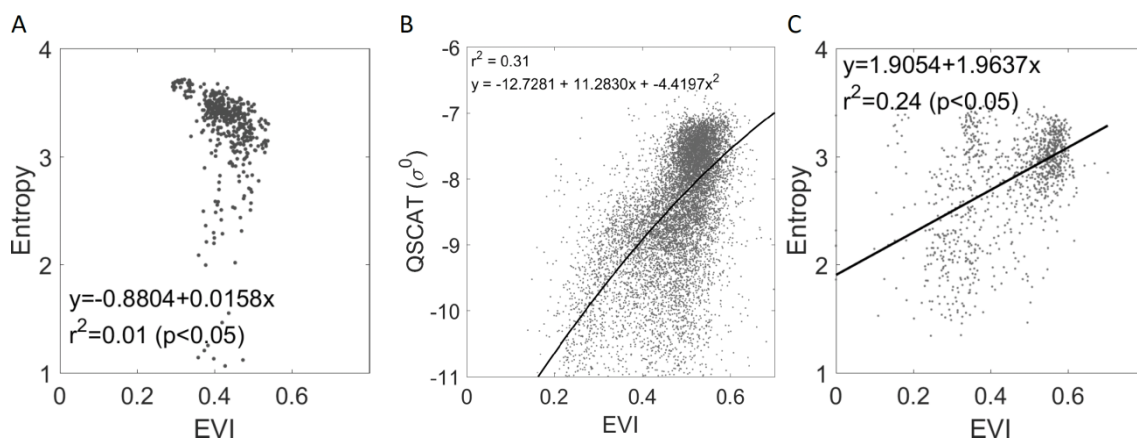 A
4
3
2
1
Entropy
y=-0.8804+0.0158x
r²=0.01 (p<0.05)
0
0.2
0.4
0.6
EVI
B
-6
-7
-8
-9
-10
-11
QSCAT (σ⁰)
r² = 0.31
y = -12.7281 + 11.2830x + -4.4197x²
0
0.2
0.4
0.6
EVI
C
4
3
2
1
Entropy
y=1.9054+1.9637x
r²=0.24 (p<0.05)
0
0.2
0.4
0.6
EVI